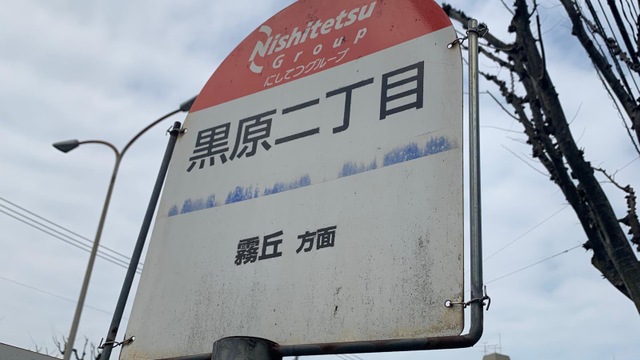 Nishitetsu
Group
にしてつグループ
黒原二丁目
霧丘 方面